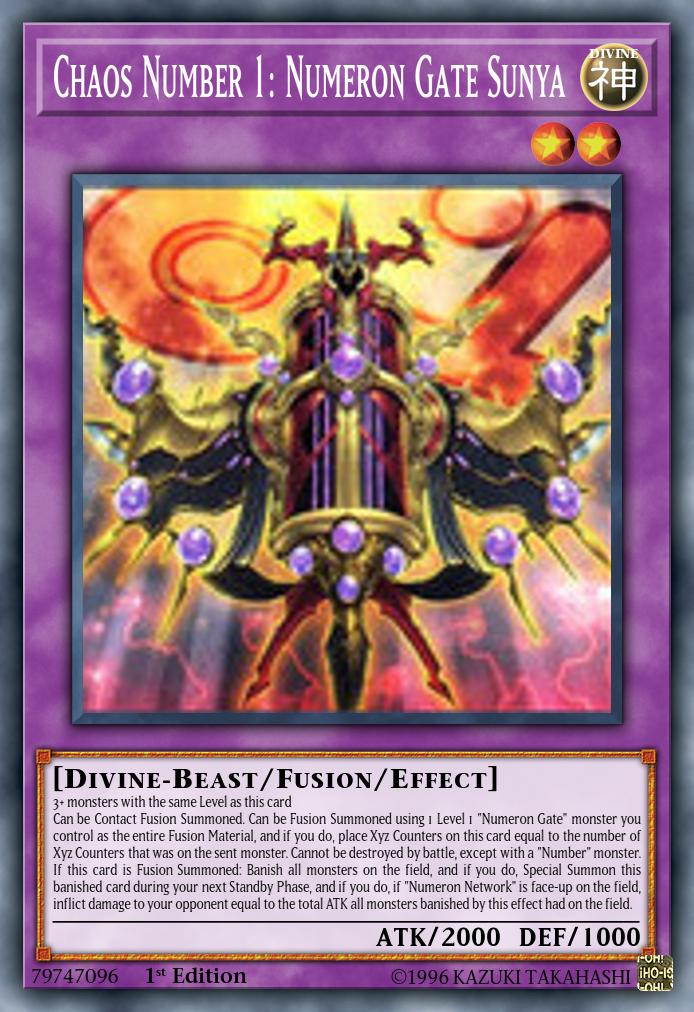 Chaos Number 1: Numeron Gate Sunya
DIVINE
神
[Divine-Beast/Fusion/Effect]
3+ monsters with the same Level as this card
Can be Contact Fusion Summoned. Can be Fusion Summoned using 1 Level 1 "Numeron Gate" monster you
control as the entire Fusion Material, and if you do, place Xyz Counters on this card equal to the number of
Xyz Counters that was on the sent monster. Cannot be destroyed by battle, except with a "Number" monster.
If this card is Fusion Summoned: Banish all monsters on the field, and if you do, Special Summon this
banished card during your next Standby Phase, and if you do, if "Numeron Network" is face-up on the field,
inflict damage to your opponent equal to the total ATK all monsters banished by this effect had on the field.
ATK/2000 DEF/1000
79747096 1st Edition ©1996 KAZUKI TAKAHASHI